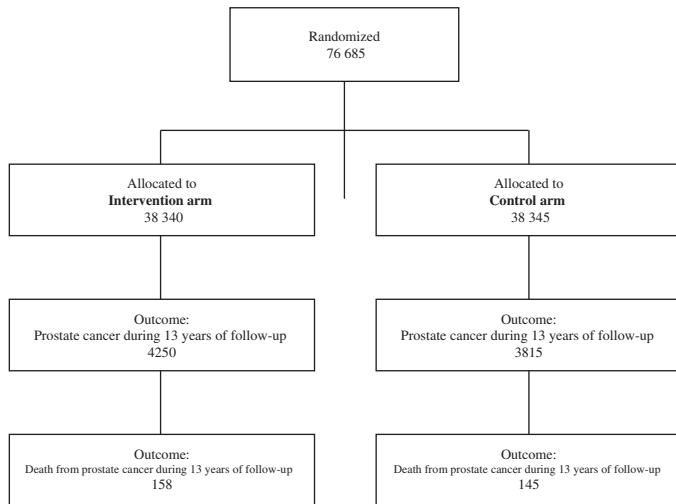 Randomized
76 685
Allocated to
Intervention arm
38 340
Allocated to
Control arm
38 345
Outcome:
Prostate cancer during 13 years of follow-up
4250
Outcome:
Prostate cancer during 13 years of follow-up
3815
Outcome:
Death from prostate cancer during 13 years of follow-up
158
Outcome:
Death from prostate cancer during 13 years of follow-up
145